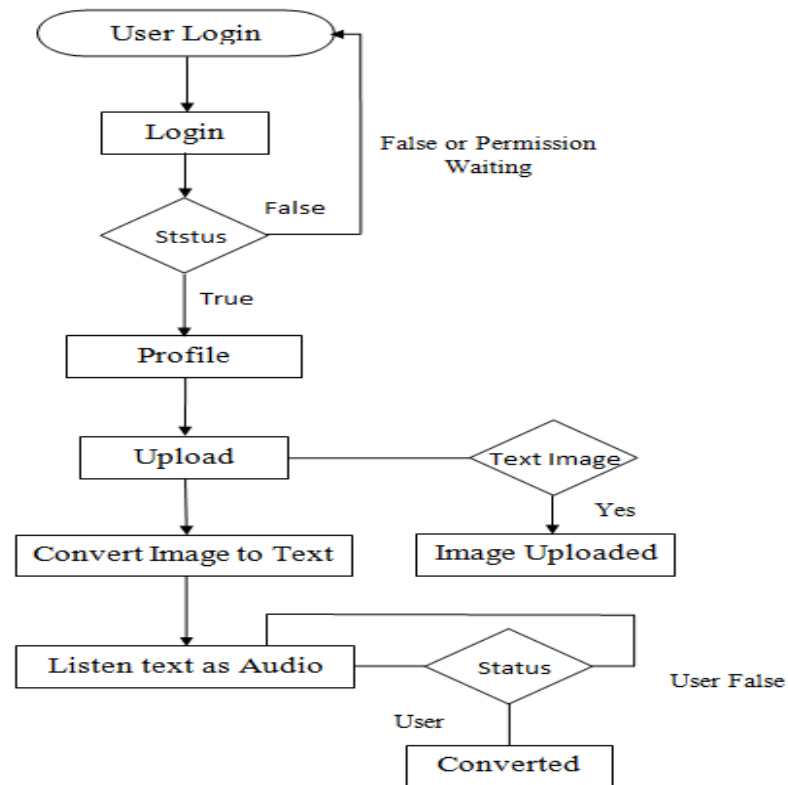 User Login
Login
False or Permission
Waiting
False
Ststus
True
Profile
Upload
Text Image
Yes
Convert Image to Text
Image Uploaded
Listen text as Audio
Status
User False
User
Converted